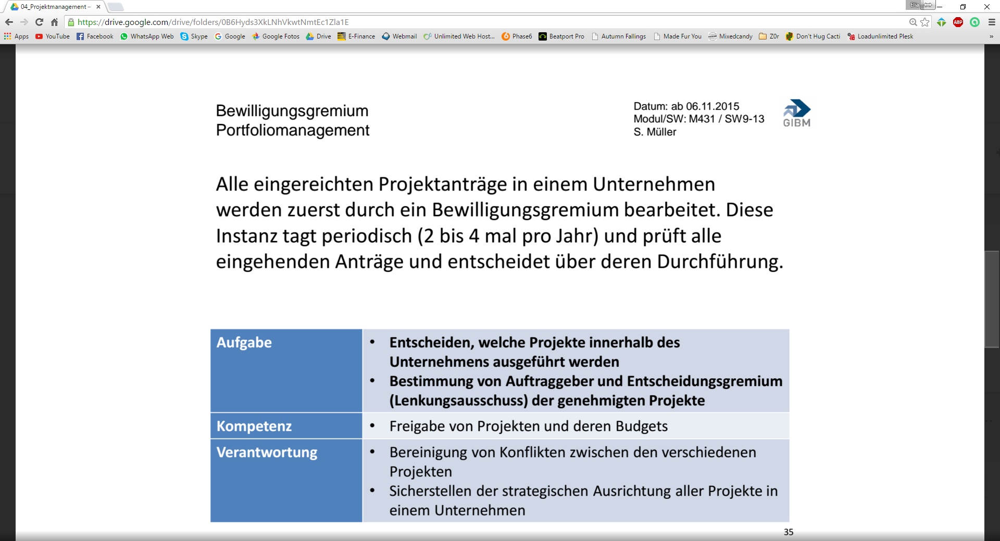 04_Projektmanagement –
Elia
https://drive.google.com/drive/folders/0B6Hyds3XkLNhVkwtNmtEc1Zla1E
ABP
Apps YouTube Facebook WhatsApp Web Skype Google Google Fotos Drive E-Finance Webmail Unlimited Web Host... Phase6 Beatport Pro Autumn Fallings Made Fur You Mixedcandy Z0r Don't Hug Cacti Loadunlimited Plesk »
Bewilligungsgremium
Portfoliomanagement
Datum: ab 06.11.2015
Modul/SW: M431 / SW9-13
S. Müller
GIBM
Alle eingereichten Projektanträge in einem Unternehmen
werden zuerst durch ein Bewilligungsgremium bearbeitet. Diese
Instanz tagt periodisch (2 bis 4 mal pro Jahr) und prüft alle
eingehenden Anträge und entscheidet über deren Durchführung.
Aufgabe
• Entscheiden, welche Projekte innerhalb des
Unternehmens ausgeführt werden
• Bestimmung von Auftraggeber und Entscheidungsgremium
(Lenkungsausschuss) der genehmigten Projekte
Kompetenz
• Freigabe von Projekten und deren Budgets
Verantwortung
• Bereinigung von Konflikten zwischen den verschiedenen
Projekten
• Sicherstellen der strategischen Ausrichtung aller Projekte in
einem Unternehmen
35